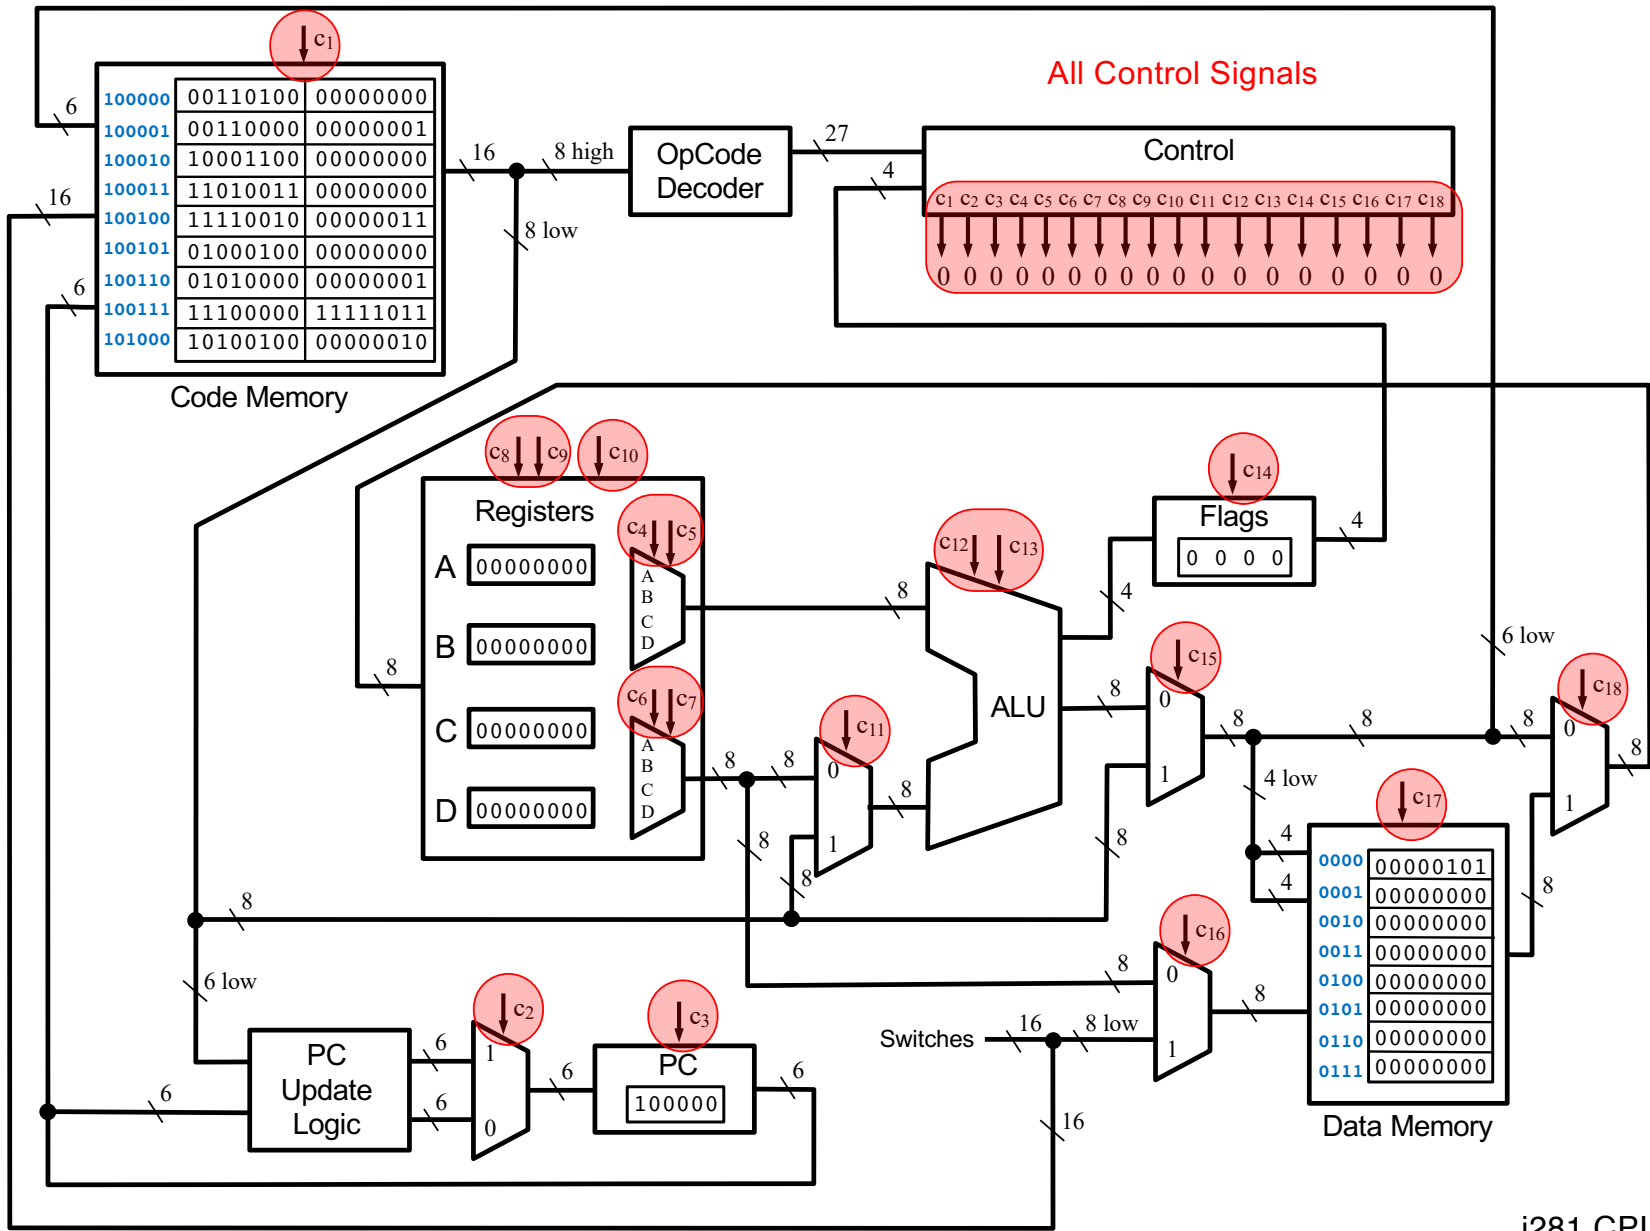 All Control Signals
c1
100000 00110100 00000000
100001 00110000 00000001
100010 10001100 00000000
100011 11010011 00000000
100100 11110010 00000011
100101 01000100 00000000
100110 01010000 00000001
100111 11100000 11111011
101000 10100100 00000010
Code Memory
6
16
6
16
8 high
8 low
OpCode
Decoder
27
4
Control
c1 c2 c3 c4 c5 c6 c7 c8 c9 c10 c11 c12 c13 c14 c15 c16 c17 c18
0 0 0 0 0 0 0 0 0 0 0 0 0 0 0 0 0 0
c8 c9 c10
Registers
c4 c5
A 00000000
B 00000000
C 00000000
D 00000000
A
B
C
D
c6 c7
A
B
C
D
8
8
8
8
8
c11
0
1
8
8
8
c12 c13
ALU
4
8
c14
Flags
0 0 0 0
4
c15
0
1
8
8
8
8
6 low
4 low
4
4
c18
0
1
8
8
c17
0000 00000101
0001 00000000
0010 00000000
0011 00000000
0100 00000000
0101 00000000
0110 00000000
0111 00000000
Data Memory
8
8
c16
0
1
8
8
Switches
16
8 low
16
6 low
PC
Update
Logic
6
6
6
c2
1
0
6
c3
PC
100000
6
i281 CPU